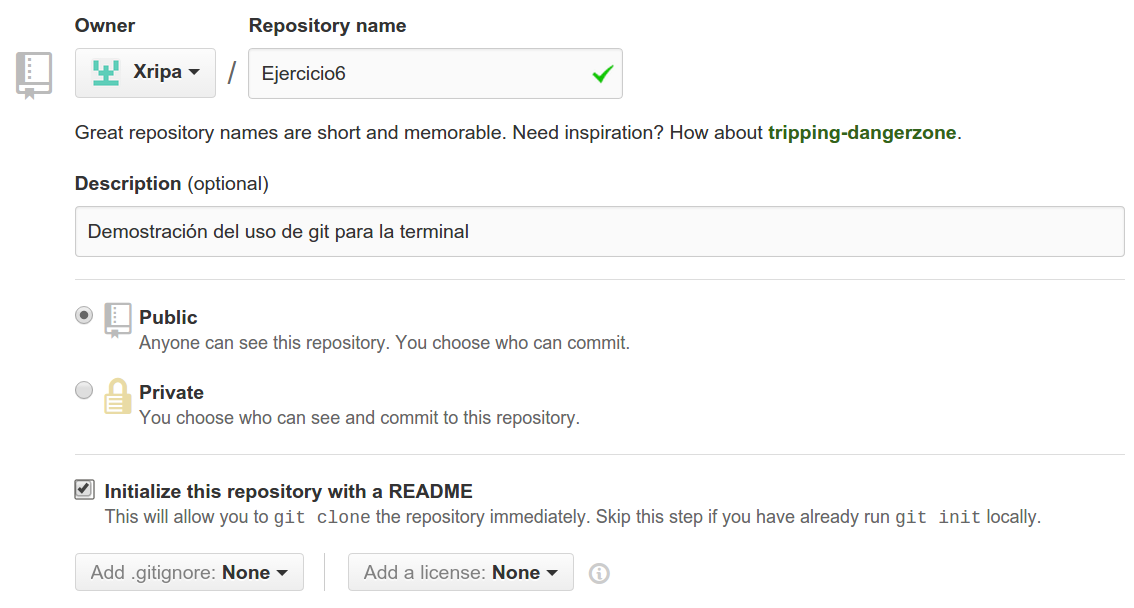 Owner Repository name
Xripa / Ejercicio6
Great repository names are short and memorable. Need inspiration? How about tripping-dangerzone.
Description (optional)
Demostración del uso de git para la terminal
Public
Anyone can see this repository. You choose who can commit.
Private
You choose who can see and commit to this repository.
Initialize this repository with a README
This will allow you to git clone the repository immediately. Skip this step if you have already run git init locally.
Add .gitignore: None Add a license: None